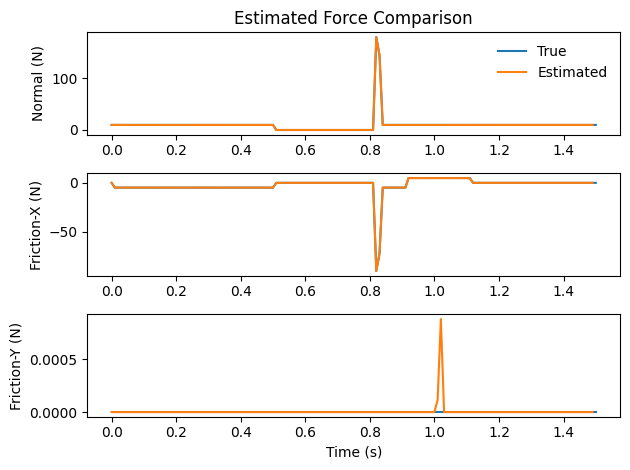 Estimated Force Comparison
Normal (N)
100
0
True
Estimated
0.0 0.2 0.4 0.6 0.8 1.0 1.2 1.4
Friction-X (N)
0
−50
0.0 0.2 0.4 0.6 0.8 1.0 1.2 1.4
Friction-Y (N)
0.0005
0.0000
0.0 0.2 0.4 0.6 0.8 1.0 1.2 1.4
Time (s)